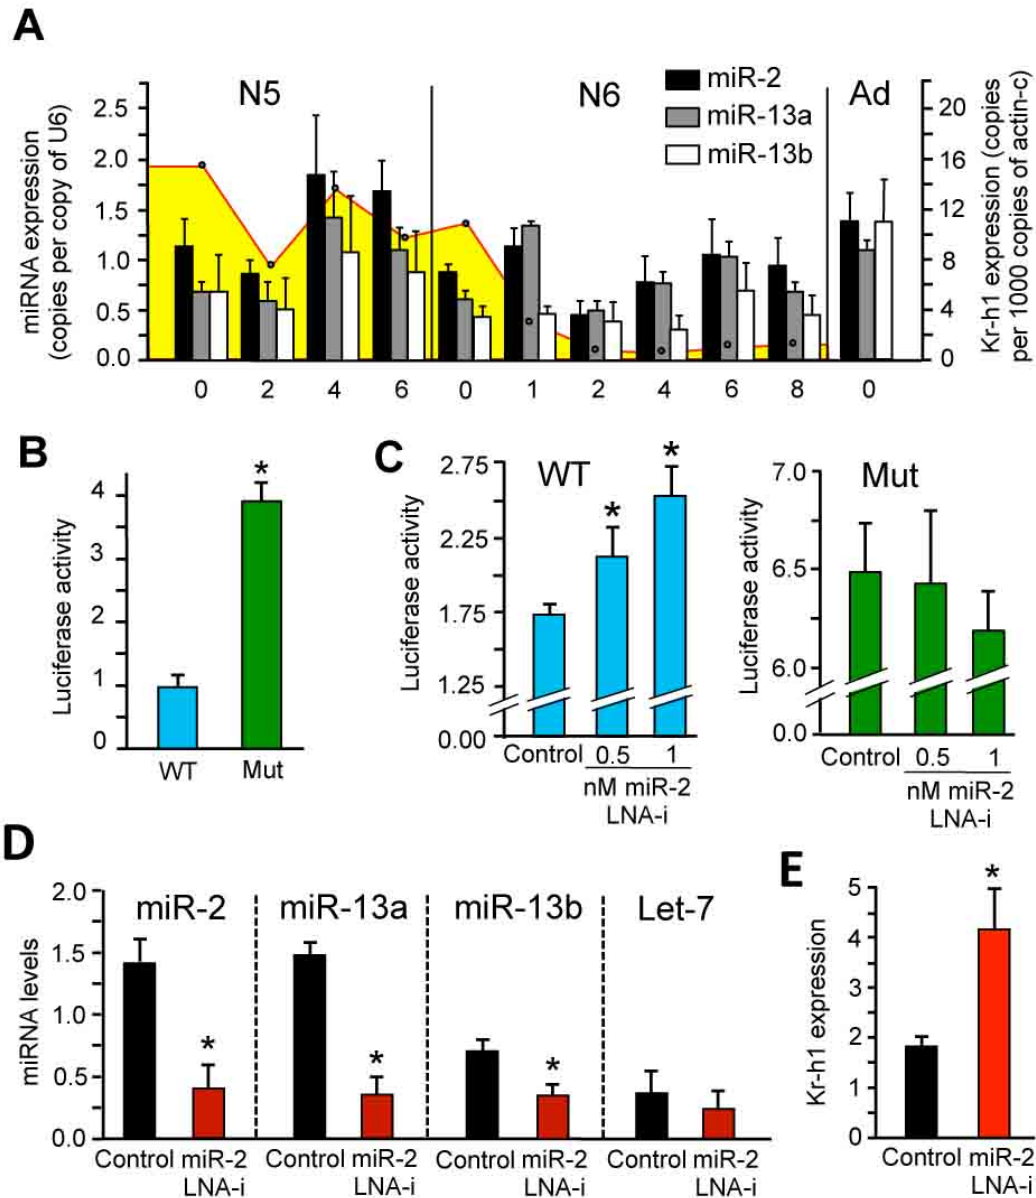 A
N5
N6
Ad
miR-2
miR-13a
miR-13b
miRNA expression
(copies per copy of U6)
2.5
2.0
1.5
1.0
0.5
0.0
20
16
12
8
4
0
Kr-h1 expression (copies
per 1000 copies of actin-c)
0 2 4 6 0 1 2 4 6 8 0
B
Luciferase activity
4
3
2
1
0
*
WT Mut
C
WT
Luciferase activity
2.75
2.25
1.75
1.25
0.00
* *
Control 0.5 1
nM miR-2
LNA-i
Mut
Luciferase activity
7.0
6.5
6.0
0.0
Control 0.5 1
nM miR-2
LNA-i
D
miRNA levels
2.0
1.5
1.0
0.5
0.0
miR-2 miR-13a miR-13b Let-7
* * *
Control miR-2 Control miR-2 Control miR-2 Control miR-2
LNA-i LNA-i LNA-i LNA-i
E
Kr-h1 expression
5
4
5
2
1
0
*
Control miR-2
LNA-i